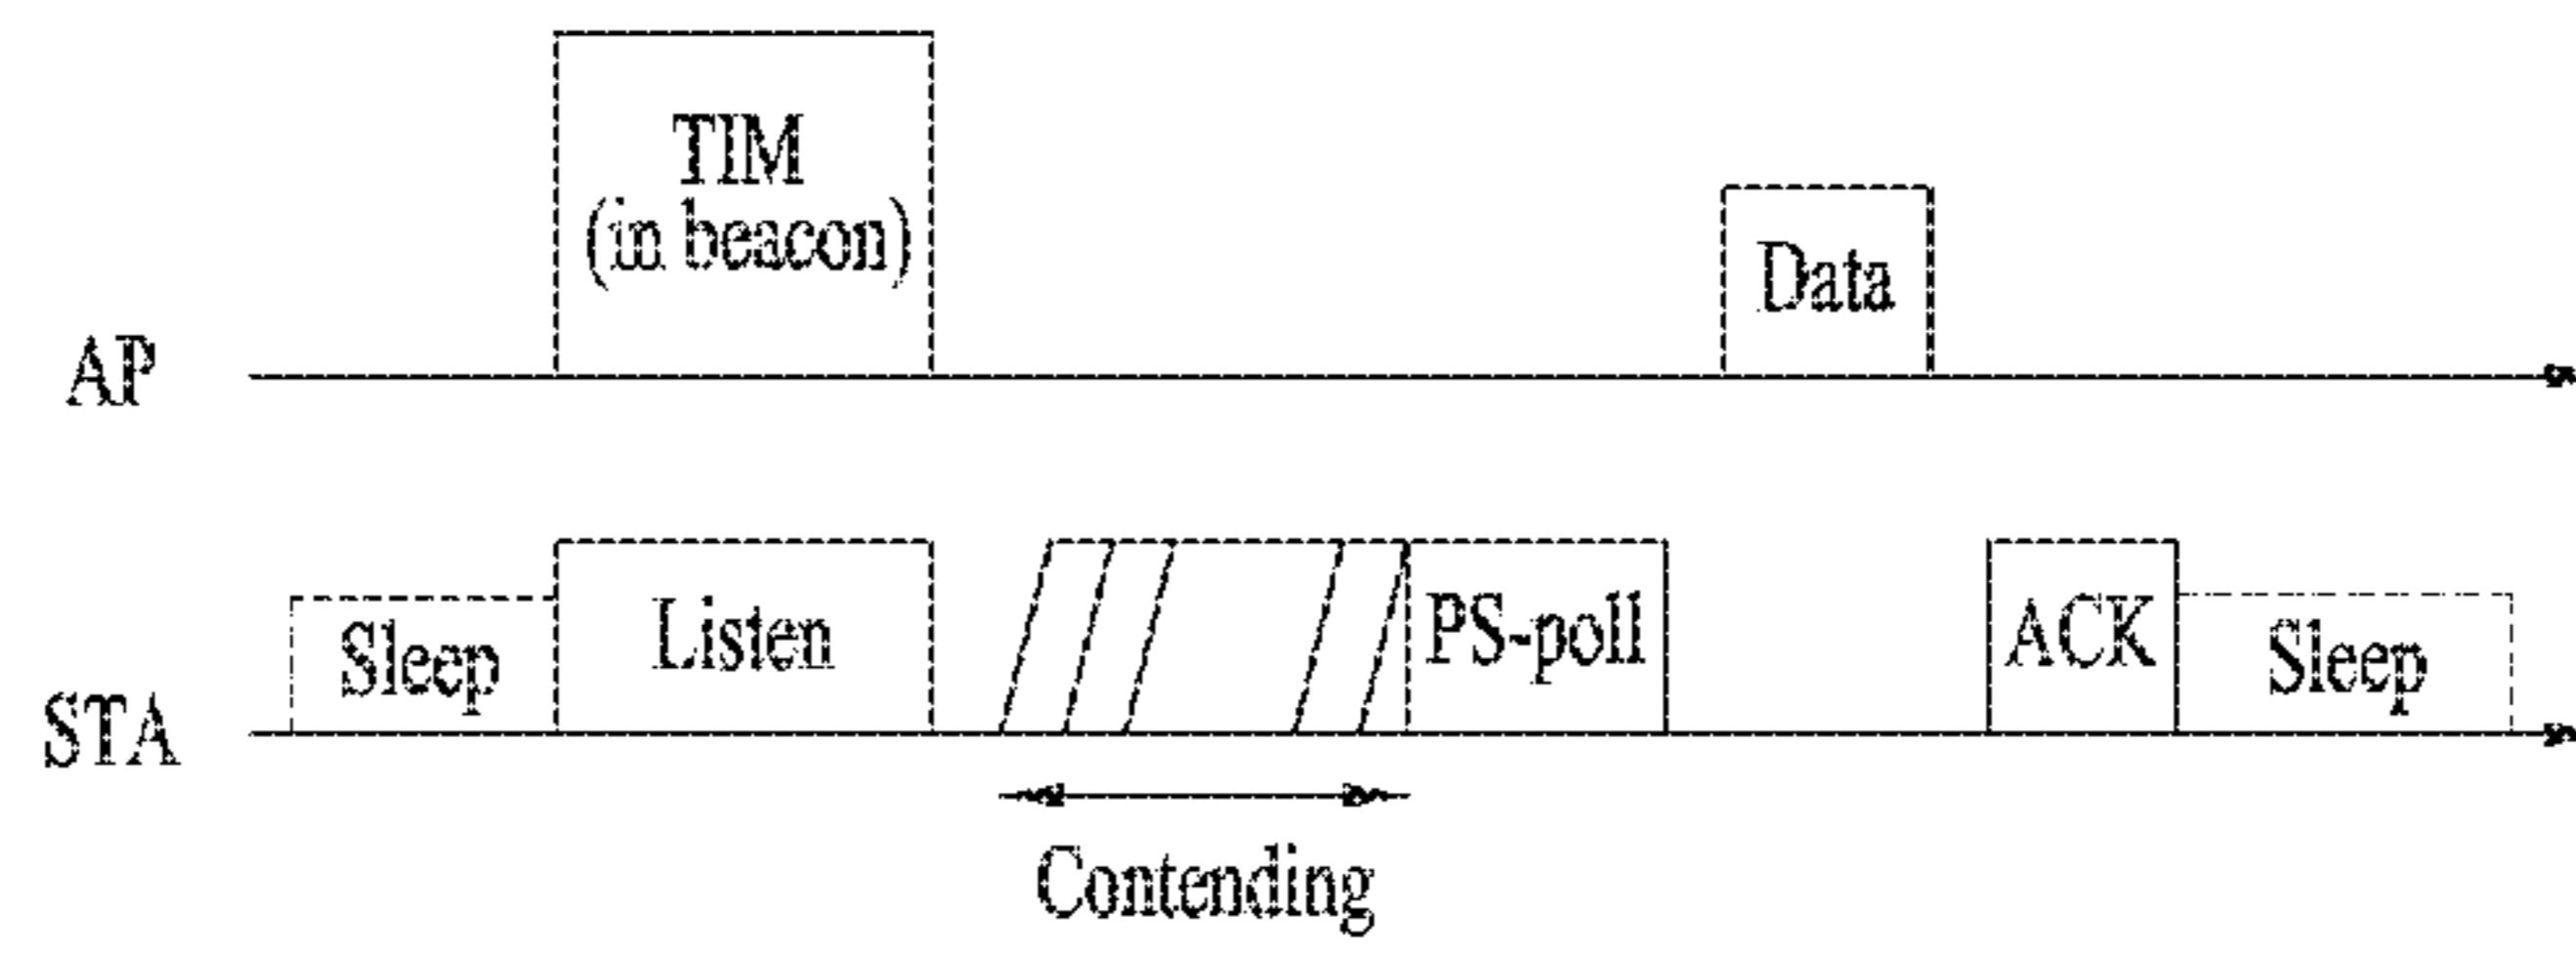 TIM
(in beacon)
Data
AP
Sleep
Listen
PS-poll
ACK
Sleep
STA
Contending